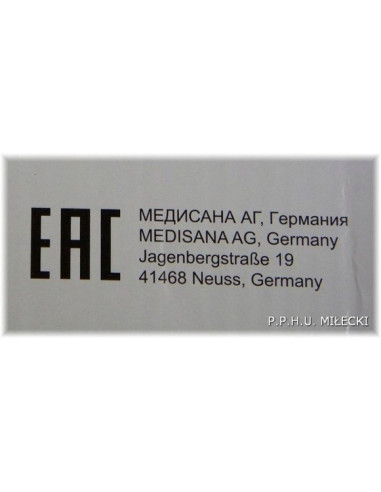 EAC
МЕДИСАНА АГ, Германия
MEDISANA AG, Germany
Jagenbergstraße 19
41468 Neuss, Germany
P.P.H.U. MIŁECKI